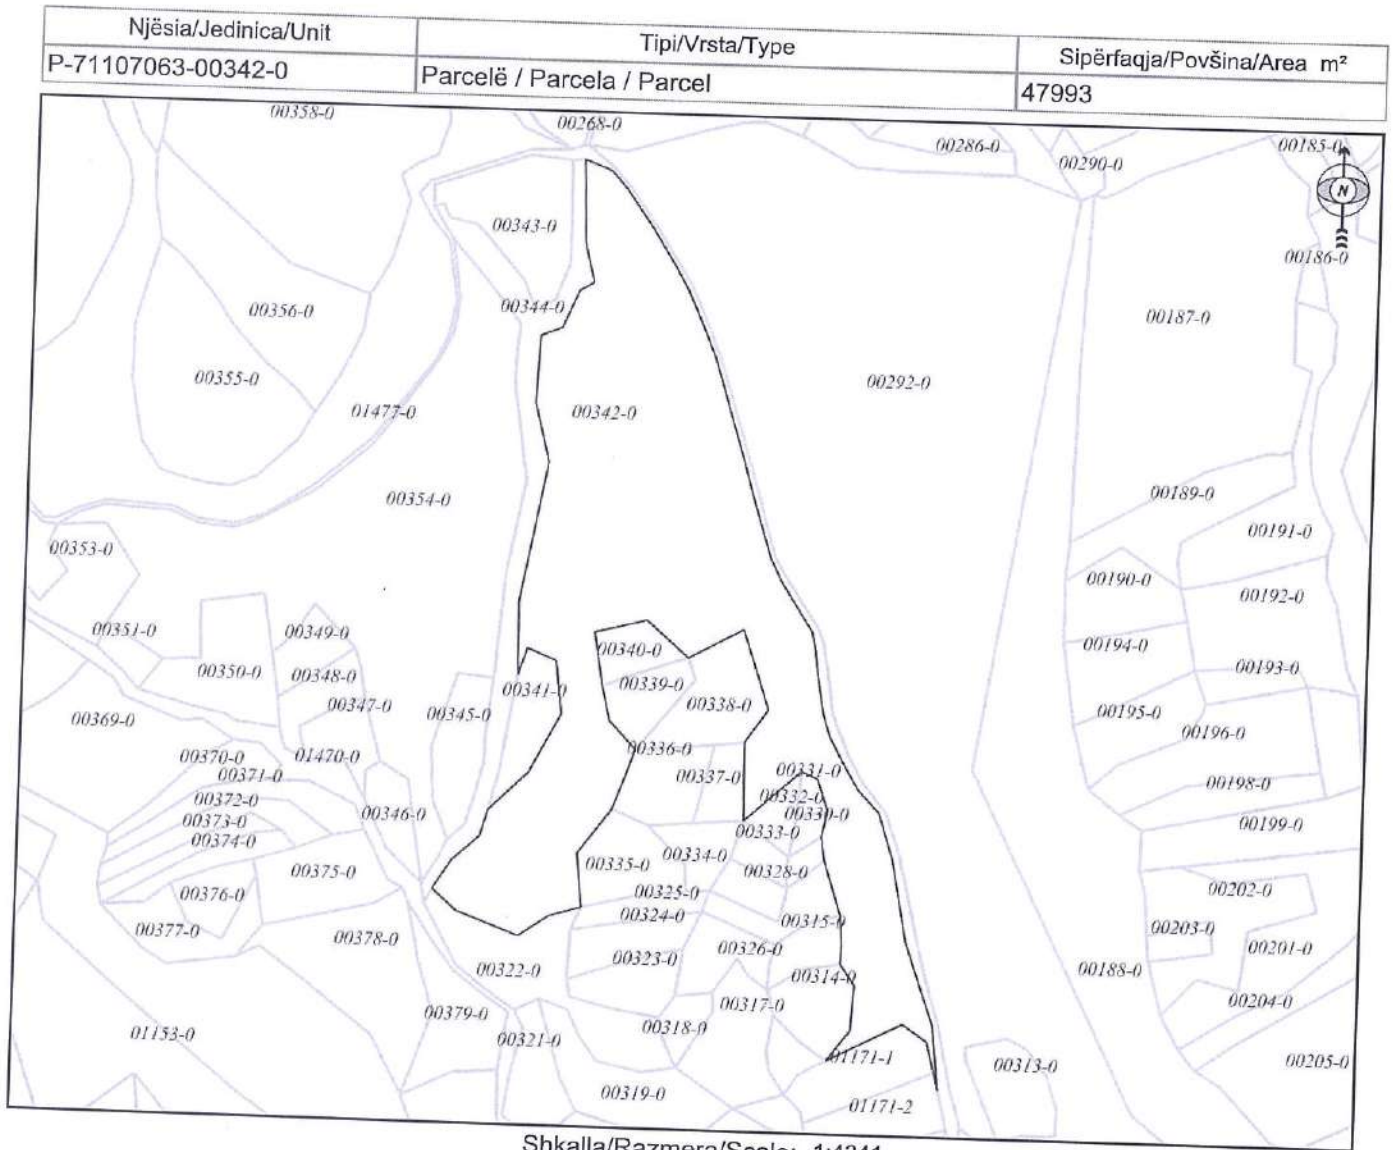 Njësia/Jedinica/Unit Tipi/Vrsta/Type Sipërfaqja/Povšina/Area m²
P-71107063-00342-0 Parcelë / Parcela / Parcel 47993
00358-0 00268-0 00286-0 00290-0 00185-0
N
00343-0 00186-0
00356-0 00344-0 00187-0
00355-0 01477-0 00342-0 00292-0
00354-0 00189-0
00353-0 00191-0
00190-0 00192-0
00351-0 00349-0 00340-0 00194-0
00350-0 00348-0 00341-0 00339-0 00193-0
00369-0 00347-0 00345-0 00338-0 00195-0
00370-0 01470-0 00336-0 00196-0
00371-0 00337-0 00331-0 00198-0
00372-0 00332-0
00373-0 00346-0 00330-0 00199-0
00374-0 00333-0
00375-0 00335-0 00334-0 00328-0
00376-0 00325-0 00202-0
00377-0 00324-0 00315-0 00203-0
00378-0 00323-0 00326-0 00201-0
00322-0 00314-0 00188-0
00379-0 00317-0 00204-0
01153-0 00321-0 00318-0
01171-1 00313-0 00205-0
00319-0 01171-2
Shkalla/Razmera/Scale: 1:4341